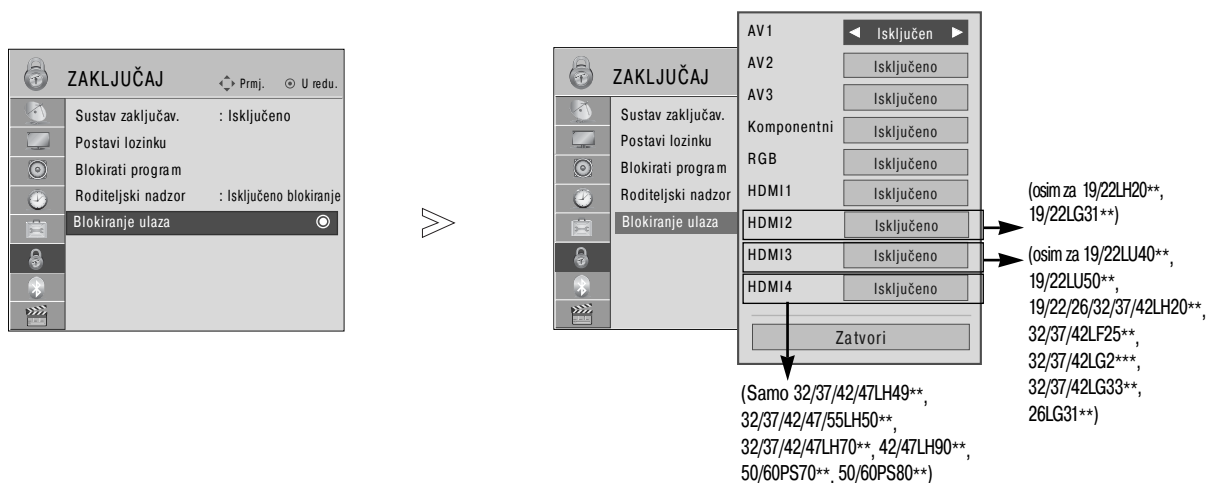 ZAKLJUČAJ
Prmj. U redu.
Sustav zaključav. : Isključeno
Postavi lozinku
Blokirati program
Roditeljski nadzor : Isključeno blokiranje
Blokiranje ulaza
ZAKLJUČAJ
Sustav zaključav.
Postavi lozinku
Blokirati program
Roditeljski nadzor
Blokiranje ulaza
AV1 ◄ Isključen ►
AV2 Isključeno
AV3 Isključeno
Komponentni Isključeno
RGB Isključeno
HDMI1 Isključeno
HDMI2 Isključeno
HDMI3 Isključeno
HDMI4 Isključeno
Zatvori
(osim za 19/22LH20**,
19/22LG31**)
(osim za 19/22LU40**,
19/22LU50**,
19/22/26/32/37/42LH20**,
32/37/42LF25**,
32/37/42LG2***,
32/37/42LG33**,
26LG31**)
(Samo 32/37/42/47LH49**,
32/37/42/47/55LH50**,
32/37/42/47LH70**, 42/47LH90**,
50/60PS70**, 50/60PS80**)